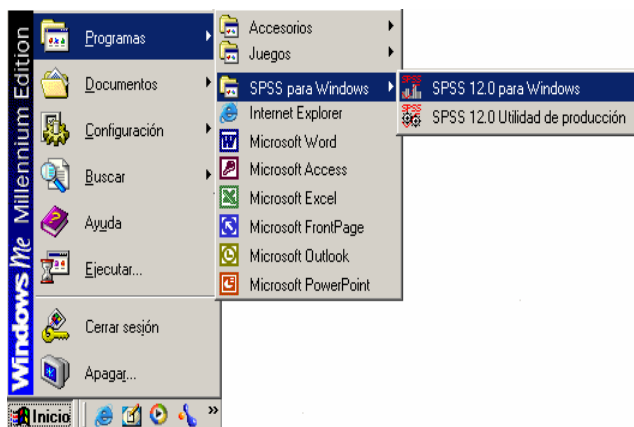 Windows Me Millennium Edition
Programas
Documentos
Configuración
Buscar
Ayuda
Ejecutar...
Cerrar sesión
Apagar...
Inicio
»
Accesorios
Juegos
SPSS para Windows
Internet Explorer
Microsoft Word
Microsoft Access
Microsoft Excel
Microsoft FrontPage
Microsoft Outlook
Microsoft PowerPoint
SPSS 12.0 para Windows
SPSS 12.0 Utilidad de producción